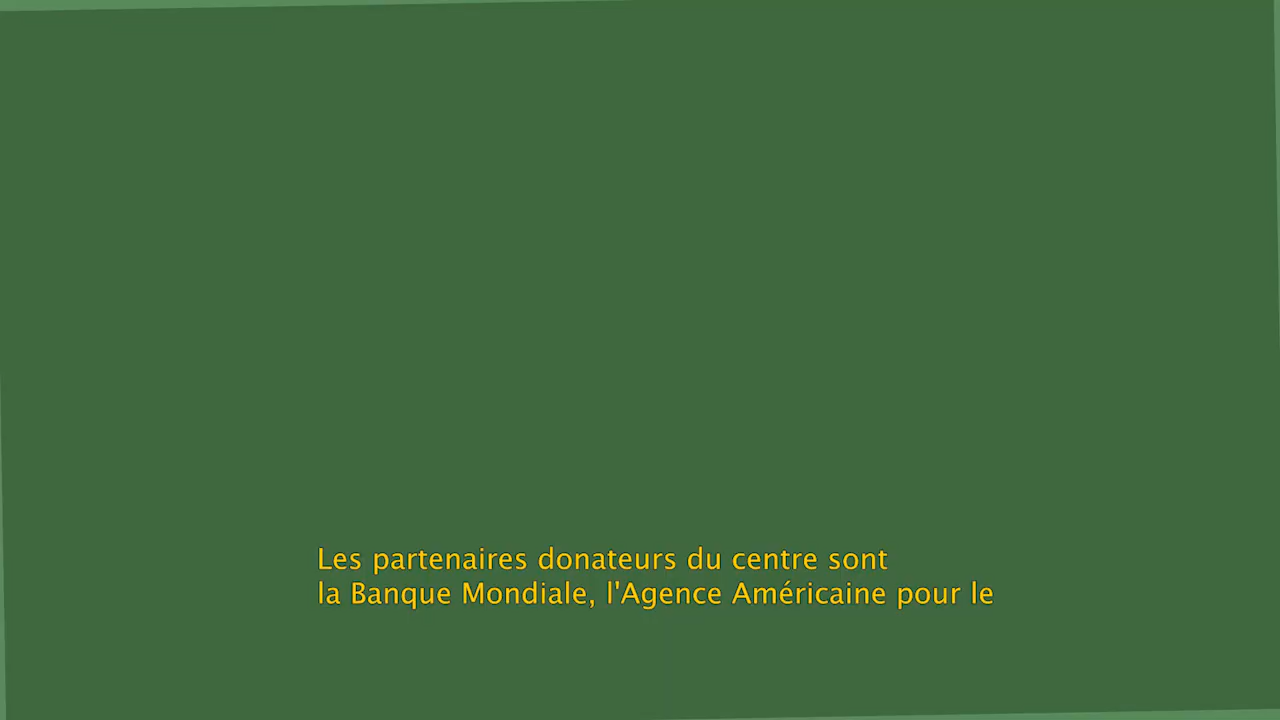 Les partenaires donateurs du centre sont
la Banque Mondiale, l'Agence Américaine pour le